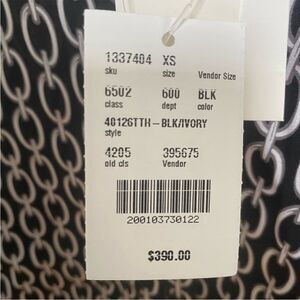 1337404 XS
sku size Vendor Size
6502 600 BLK
class dept color
40126TTH-BLK/IVORY
style
4205 395675
old cls Vendor
200103730122
$390.00